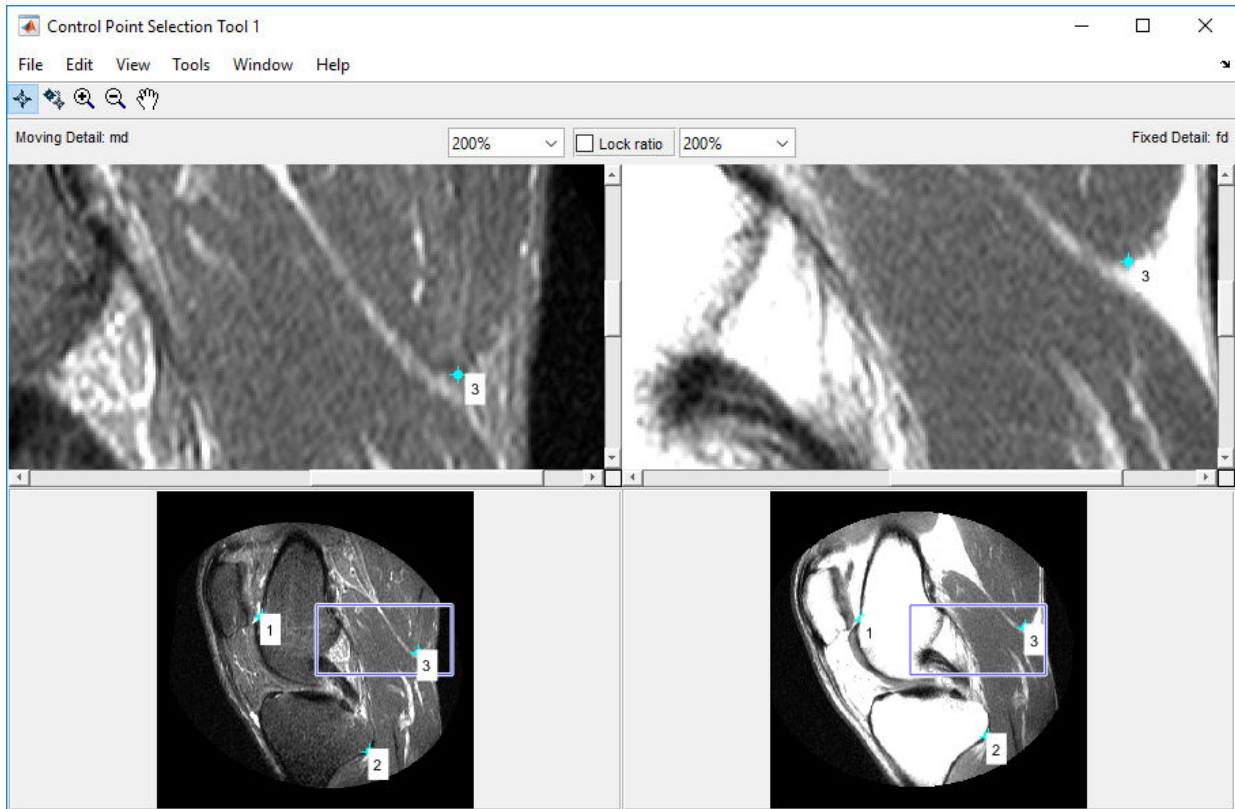 Control Point Selection Tool 1
File Edit View Tools Window Help
Moving Detail: md 200% Lock ratio 200% Fixed Detail: fd
3 3
1 1
3 3
2 2